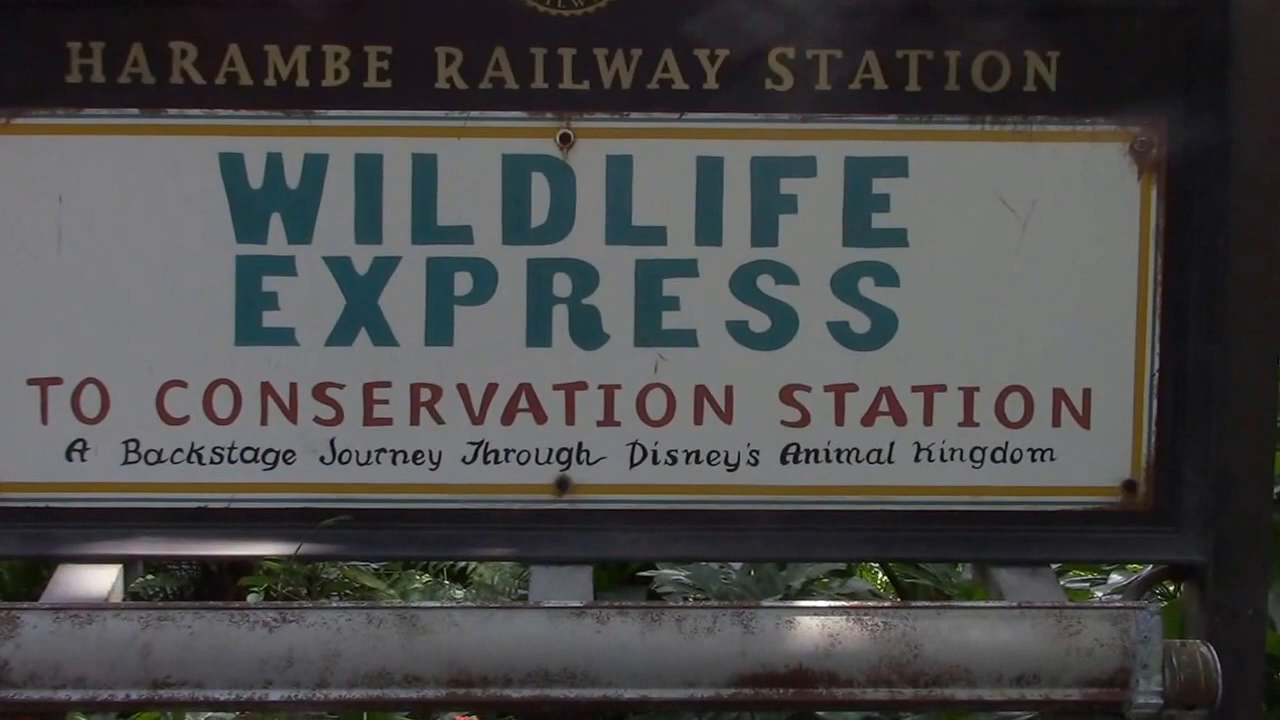 HARAMBE RAILWAY STATION
WILDLIFE
EXPRESS
TO CONSERVATION STATION
A Backstage Journey Through Disney's Animal Kingdom